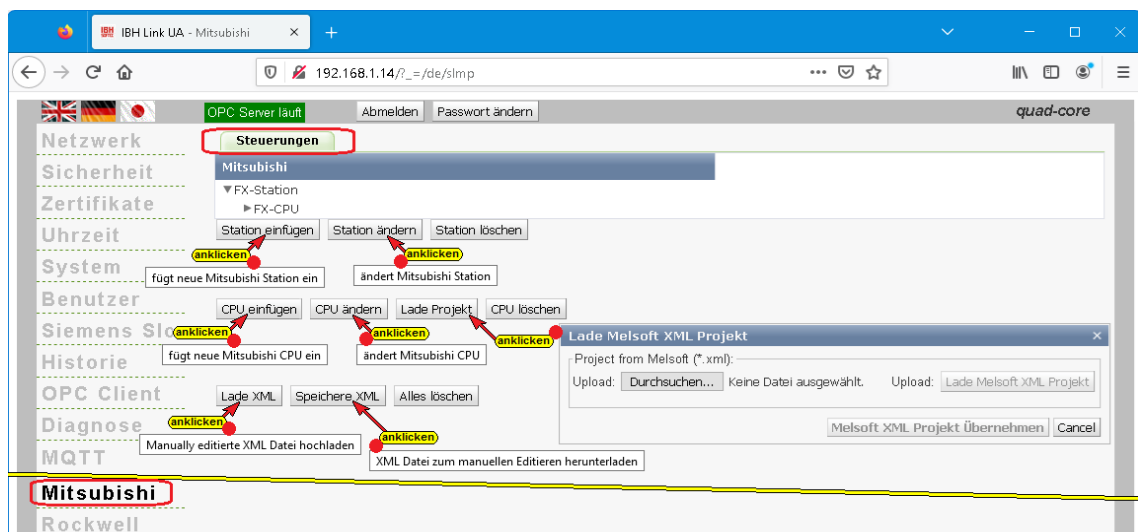 IBH Link UA - Mitsubishi
192.168.1.14/?_=/de/slmp
OPC Server läuft Abmelden Passwort ändern quad-core
Netzwerk
Sicherheit
Zertifikate
Uhrzeit
System
Benutzer
Siemens Slo
Historie
OPC Client
Diagnose
MQTT
Mitsubishi
Rockwell
Steuerungen
Mitsubishi
FX-Station
FX-CPU
Station einfügen Station ändern Station löschen
anklicken anklicken
fügt neue Mitsubishi Station ein ändert Mitsubishi Station
CPU einfügen CPU ändern Lade Projekt CPU löschen
anklicken anklicken anklicken
fügt neue Mitsubishi CPU ein ändert Mitsubishi CPU
Lade XML Speichere XML Alles löschen
anklicken anklicken
Manually editierte XML Datei hochladen
XML Datei zum manuellen Editieren herunterladen
Lade Melsoft XML Projekt
Project from Melsoft (*.xml):
Upload: Durchsuchen... Keine Datei ausgewählt. Upload: Lade Melsoft XML Projekt
Melsoft XML Projekt Übernehmen Cancel